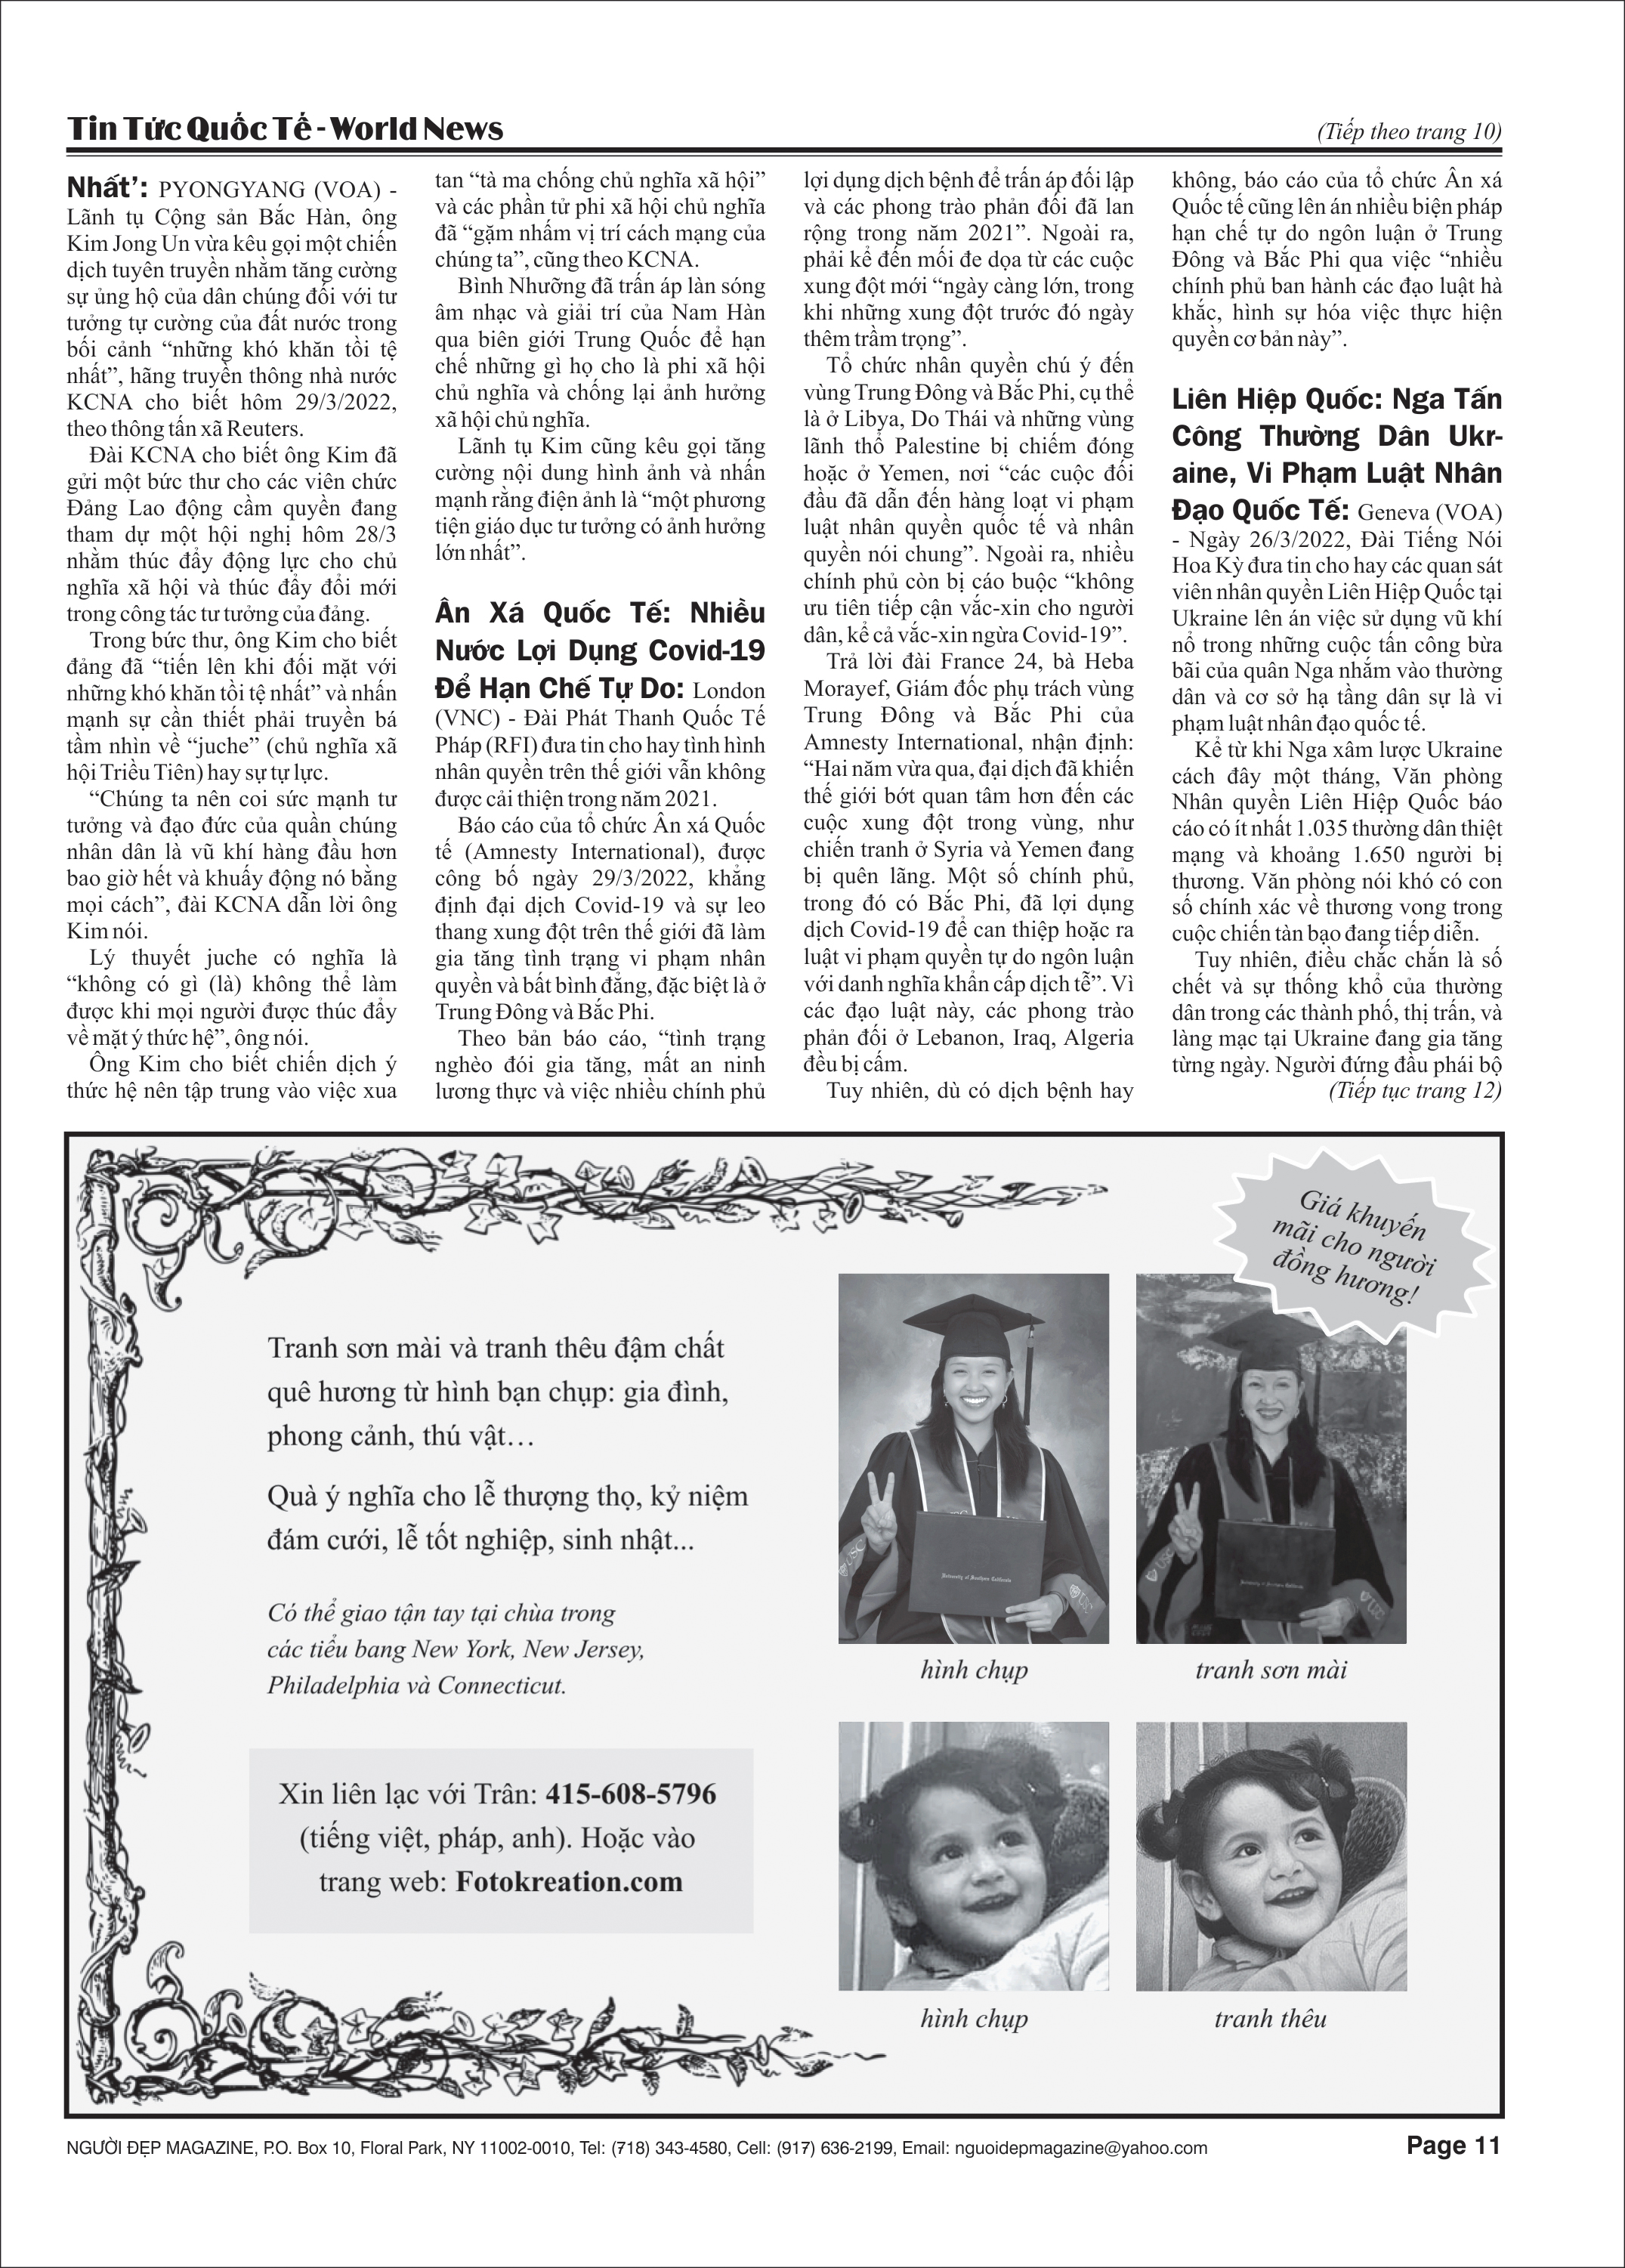 Tin Tức Quốc Tế - World News
(Tiếp theo trang 10)
Nhất’: PYONGYANG (VOA) -
Lãnh tụ Cộng sản Bắc Hàn, ông
Kim Jong Un vừa kêu gọi một chiến
dịch tuyên truyền nhằm tăng cường
sự ủng hộ của dân chúng đối với tư
tưởng tự cường của đất nước trong
bối cảnh “những khó khăn tồi tệ
nhất”, hãng truyền thông nhà nước
KCNA cho biết hôm 29/3/2022,
theo thông tấn xã Reuters.
Đài KCNA cho biết ông Kim đã
gửi một bức thư cho các viên chức
Đảng Lao động cầm quyền đang
tham dự một hội nghị hôm 28/3
nhằm thúc đẩy động lực cho chủ
nghĩa xã hội và thúc đẩy đổi mới
trong công tác tư tưởng của đảng.
Trong bức thư, ông Kim cho biết
đảng đã “tiến lên khi đối mặt với
những khó khăn tồi tệ nhất” và nhấn
mạnh sự cần thiết phải truyền bá
tầm nhìn về “juche” (chủ nghĩa xã
hội Triều Tiên) hay sự tự lực.
“Chúng ta nên coi sức mạnh tư
tưởng và đạo đức của quần chúng
nhân dân là vũ khí hàng đầu hơn
bao giờ hết và khuấy động nó bằng
mọi cách”, đài KCNA dẫn lời ông
Kim nói.
Lý thuyết juche có nghĩa là
“không có gì (là) không thể làm
được khi mọi người được thúc đẩy
về mặt ý thức hệ”, ông nói.
Ông Kim cho biết chiến dịch ý
thức hệ nên tập trung vào việc xua
tan “tà ma chống chủ nghĩa xã hội”
và các phần tử phi xã hội chủ nghĩa
đã “gặm nhấm vị trí cách mạng của
chúng ta”, cũng theo KCNA.
Bình Nhưỡng đã trấn áp làn sóng
âm nhạc và giải trí của Nam Hàn
qua biên giới Trung Quốc để hạn
chế những gì họ cho là phi xã hội
chủ nghĩa và chống lại ảnh hưởng
xã hội chủ nghĩa.
Lãnh tụ Kim cũng kêu gọi tăng
cường nội dung hình ảnh và nhấn
mạnh rằng điện ảnh là “một phương
tiện giáo dục tư tưởng có ảnh hưởng
lớn nhất”.
Ân Xá Quốc Tế: Nhiều
Nước Lợi Dụng Covid-19
Để Hạn Chế Tự Do: London
(VNC) - Đài Phát Thanh Quốc Tế
Pháp (RFI) đưa tin cho hay tình hình
nhân quyền trên thế giới vẫn không
được cải thiện trong năm 2021.
Báo cáo của tổ chức Ân xá Quốc
tế (Amnesty International), được
công bố ngày 29/3/2022, khẳng
định đại dịch Covid-19 và sự leo
thang xung đột trên thế giới đã làm
gia tăng tình trạng vi phạm nhân
quyền và bất bình đẳng, đặc biệt là ở
Trung Đông và Bắc Phi.
Theo bản báo cáo, “tình trạng
nghèo đói gia tăng, mất an ninh
lương thực và việc nhiều chính phủ
lợi dụng dịch bệnh để trấn áp đối lập
và các phong trào phản đối đã lan
rộng trong năm 2021”. Ngoài ra,
phải kể đến mối đe dọa từ các cuộc
xung đột mới “ngày càng lớn, trong
khi những xung đột trước đó ngày
thêm trầm trọng”.
Tổ chức nhân quyền chú ý đến
vùng Trung Đông và Bắc Phi, cụ thể
là ở Libya, Do Thái và những vùng
lãnh thổ Palestine bị chiếm đóng
hoặc ở Yemen, nơi “các cuộc đối
đầu đã dẫn đến hàng loạt vi phạm
luật nhân quyền quốc tế và nhân
quyền nói chung”. Ngoài ra, nhiều
chính phủ còn bị cáo buộc “không
ưu tiên tiếp cận vắc-xin cho người
dân, kể cả vắc-xin ngừa Covid-19”.
Trả lời đài France 24, bà Heba
Morayef, Giám đốc phụ trách vùng
Trung Đông và Bắc Phi của
Amnesty International, nhận định:
“Hai năm vừa qua, đại dịch đã khiến
thế giới bớt quan tâm hơn đến các
cuộc xung đột trong vùng, như
chiến tranh ở Syria và Yemen đang
bị quên lãng. Một số chính phủ,
trong đó có Bắc Phi, đã lợi dụng
dịch Covid-19 để can thiệp hoặc ra
luật vi phạm quyền tự do ngôn luận
với danh nghĩa khẩn cấp dịch tễ”. Vì
các đạo luật này, các phong trào
phản đối ở Lebanon, Iraq, Algeria
đều bị cấm.
Tuy nhiên, dù có dịch bệnh hay
không, báo cáo của tổ chức Ân xá
Quốc tế cũng lên án nhiều biện pháp
hạn chế tự do ngôn luận ở Trung
Đông và Bắc Phi qua việc “nhiều
chính phủ ban hành các đạo luật hà
khắc, hình sự hóa việc thực hiện
quyền cơ bản này”.
Liên Hiệp Quốc: Nga Tấn
Công Thường Dân Ukr-
aine, Vi Phạm Luật Nhân
Đạo Quốc Tế: Geneva (VOA)
- Ngày 26/3/2022, Đài Tiếng Nói
Hoa Kỳ đưa tin cho hay các quan sát
viên nhân quyền Liên Hiệp Quốc tại
Ukraine lên án việc sử dụng vũ khí
nổ trong những cuộc tấn công bừa
bãi của quân Nga nhắm vào thường
dân và cơ sở hạ tầng dân sự là vi
phạm luật nhân đạo quốc tế.
Kể từ khi Nga xâm lược Ukraine
cách đây một tháng, Văn phòng
Nhân quyền Liên Hiệp Quốc báo
cáo có ít nhất 1.035 thường dân thiệt
mạng và khoảng 1.650 người bị
thương. Văn phòng nói khó có con
số chính xác về thương vong trong
cuộc chiến tàn bạo đang tiếp diễn.
Tuy nhiên, điều chắc chắn là số
chết và sự thống khổ của thường
dân trong các thành phố, thị trấn, và
làng mạc tại Ukraine đang gia tăng
từng ngày. Người đứng đầu phái bộ
(Tiếp tục trang 12)
Giá khuyến
mãi cho người
đồng hương!
Tranh sơn mài và tranh thêu đậm chất
quê hương từ hình bạn chụp: gia đình,
phong cảnh, thú vật…
Quà ý nghĩa cho lễ thượng thọ, kỷ niệm
đám cưới, lễ tốt nghiệp, sinh nhật...
Có thể giao tận tay tại chùa trong
các tiểu bang New York, New Jersey,
Philadelphia và Connecticut.
Xin liên lạc với Trân: 415-608-5796
(tiếng việt, pháp, anh). Hoặc vào
trang web: Fotokreation.com
USC
University of Southern California
USC
USC
University of Southern California
USC
hình chụp
tranh sơn mài
hình chụp
tranh thêu
NGƯỜI ĐẸP MAGAZINE, P.O. Box 10, Floral Park, NY 11002-0010, Tel: (718) 343-4580, Cell: (917) 636-2199, Email: nguoidepmagazine@yahoo.com
Page 11